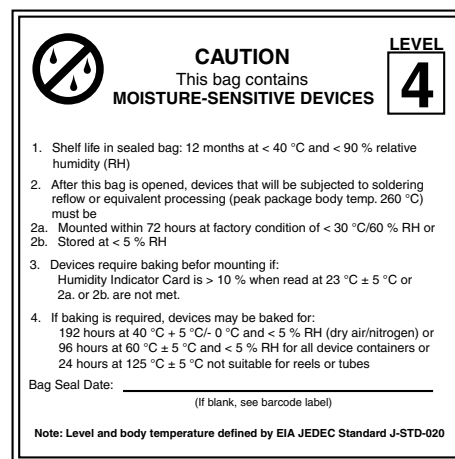 LEVEL
CAUTION
This bag contains
MOISTURE-SENSITIVE DEVICES
4
1. Shelf life in sealed bag: 12 months at < 40 °C and < 90 % relative
humidity (RH)
2. After this bag is opened, devices that will be subjected to soldering
reflow or equivalent processing (peak package body temp. 260 °C)
must be
2a. Mounted within 72 hours at factory condition of < 30 °C/60 % RH or
2b. Stored at < 5 % RH
3. Devices require baking befor mounting if:
Humidity Indicator Card is > 10 % when read at 23 °C ± 5 °C or
2a. or 2b. are not met.
4. If baking is required, devices may be baked for:
192 hours at 40 °C + 5 °C/- 0 °C and < 5 % RH (dry air/nitrogen) or
96 hours at 60 °C ± 5 °C and < 5 % RH for all device containers or
24 hours at 125 °C ± 5 °C not suitable for reels or tubes
Bag Seal Date:
(If blank, see barcode label)
Note: Level and body temperature defined by EIA JEDEC Standard J-STD-020